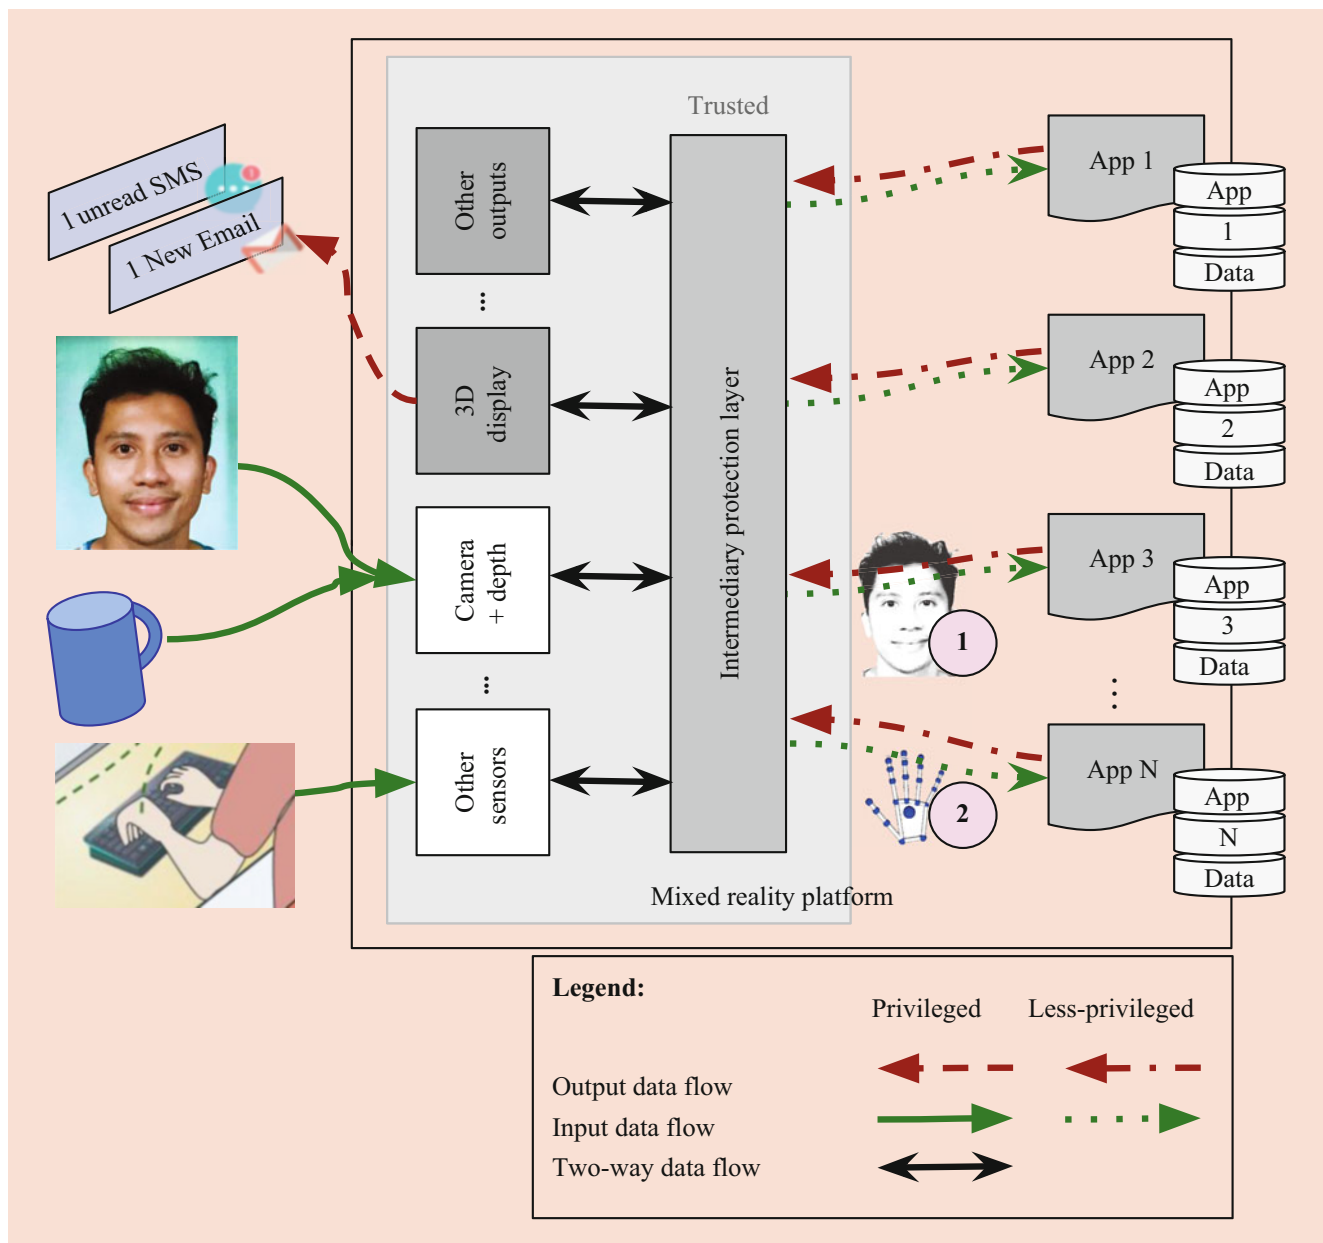 Trusted
1 unread SMS
1
1 New Email
Other
outputs
...
3D
display
Camera
+ depth
...
Other
sensors
Intermediary protection layer
Mixed reality platform
App 1
App
1
Data
App 2
App
2
Data
App 3
App
3
Data
...
App N
App
N
Data
1
2
Legend:
Privileged Less-privileged
Output data flow
Input data flow
Two-way data flow